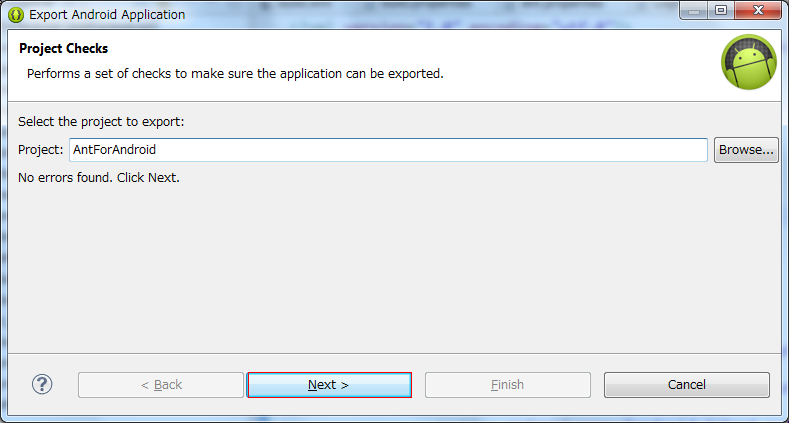 Export Android Application
Project Checks
Performs a set of checks to make sure the application can be exported.
Select the project to export:
Project: AntForAndroid Browse...
No errors found. Click Next.
? < Back Next > Finish Cancel